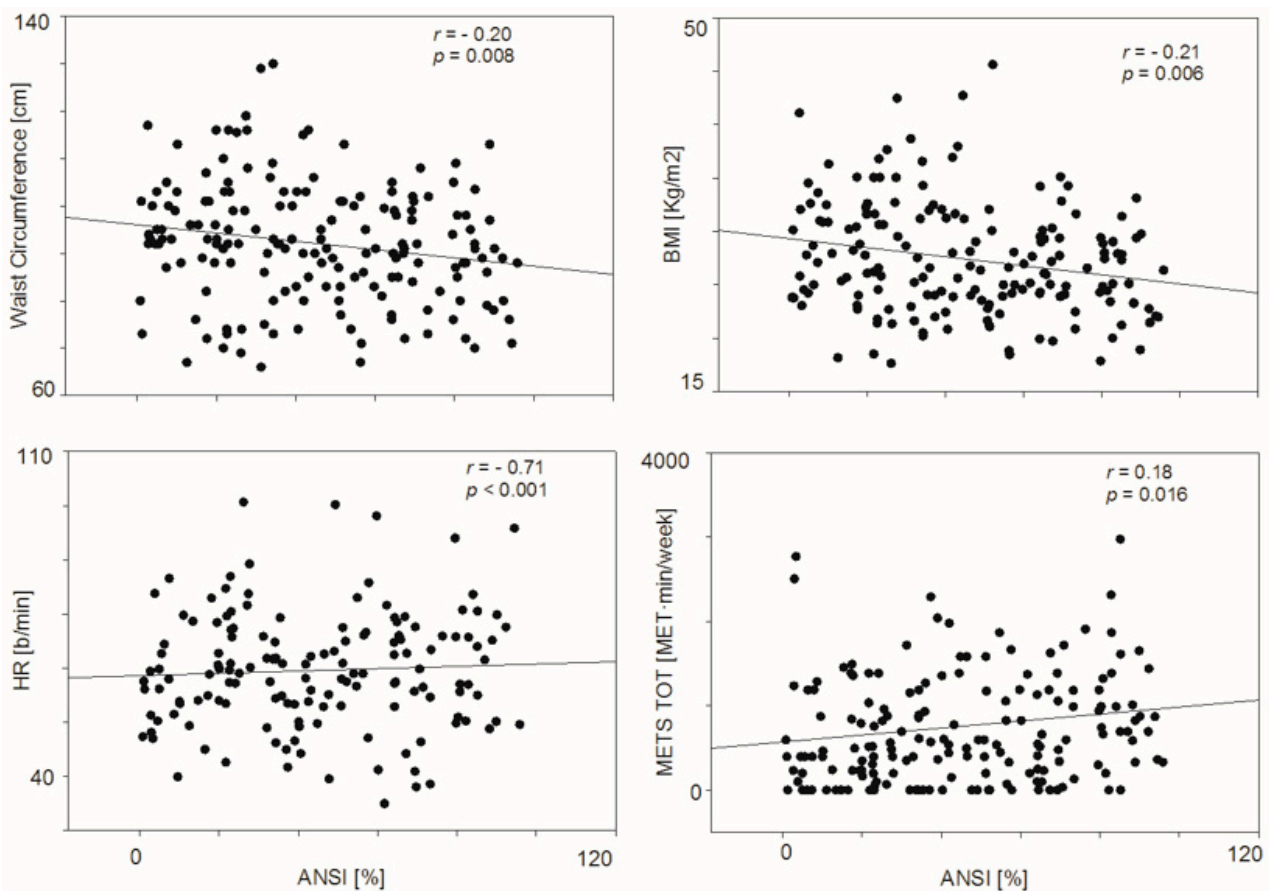 140
r = - 0.20
p = 0.008
Waist Circumference [cm]
60
50
r = - 0.21
p = 0.006
BMI [Kg/m2]
15
110
r = - 0.71
p < 0.001
HR [b/min]
40
0
120
ANSI [%]
4000
r = 0.18
p = 0.016
METS TOT [MET·min/week]
0
0
120
ANSI [%]